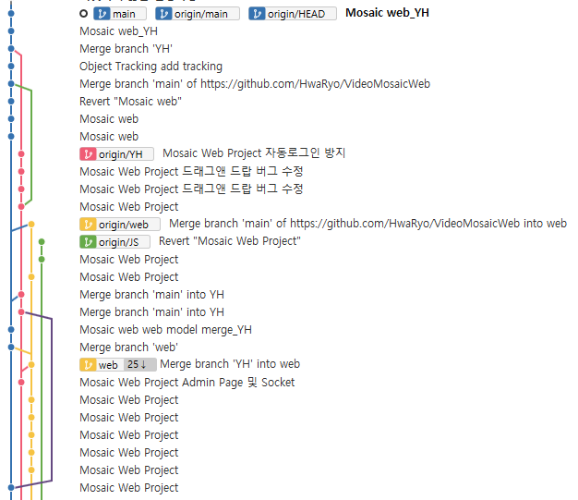 main origin/main origin/HEAD Mosaic web_YH
Mosaic web_YH
Merge branch 'YH'
Object Tracking add tracking
Merge branch 'main' of https://github.com/HwaRyo/VideoMosaicWeb
Revert "Mosaic web"
Mosaic web
Mosaic web
origin/YH Mosaic Web Project 자동로그인 방지
Mosaic Web Project 드래그앤 드랍 버그 수정
Mosaic Web Project 드래그앤 드랍 버그 수정
Mosaic Web Project
origin/web Merge branch 'main' of https://github.com/HwaRyo/VideoMosaicWeb into web
origin/JS Revert "Mosaic Web Project"
Mosaic Web Project
Mosaic Web Project
Merge branch 'main' into YH
Merge branch 'main' into YH
Mosaic web web model merge_YH
Merge branch 'web'
web 25↓ Merge branch 'YH' into web
Mosaic Web Project Admin Page 및 Socket
Mosaic Web Project
Mosaic Web Project
Mosaic Web Project
Mosaic Web Project
Mosaic Web Project
Mosaic Web Project